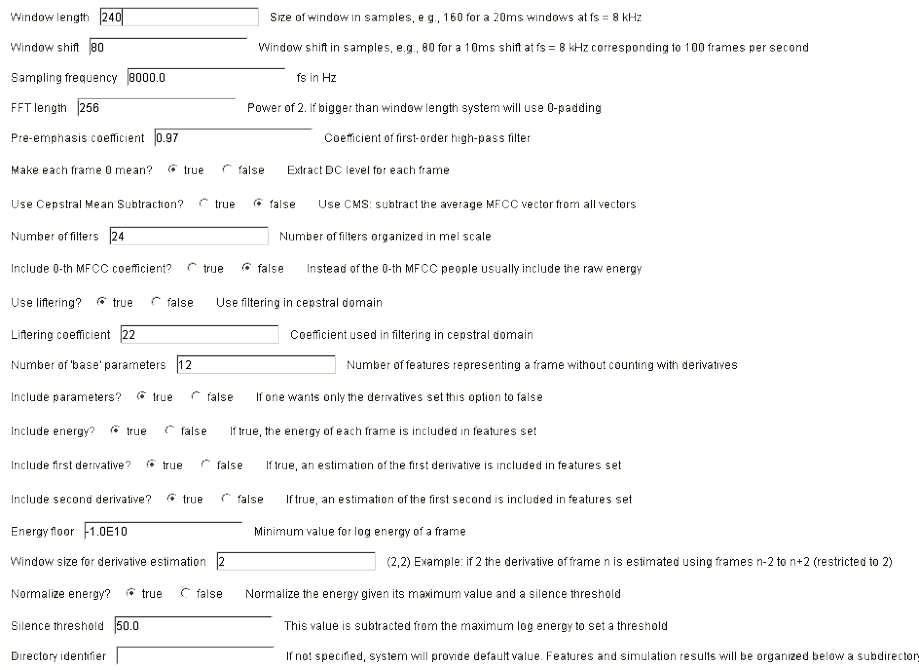 Window length 240 Size of window in samples, e.g., 160 for a 20ms windows at fs = 8 kHz
Window shift 80 Window shift in samples, e.g., 80 for a 10ms shift at fs = 8 kHz corresponding to 100 frames per second
Sampling frequency 8000.0 fs in Hz
FFT length 256 Power of 2. If bigger than window length system will use 0-padding
Pre-emphasis coefficient 0.97 Coefficient of first-order high-pass filter
Make each frame 0 mean? true false Extract DC level for each frame
Use Cepstral Mean Subtraction? true false Use CMS: subtract the average MFCC vector from all vectors
Number of filters 24 Number of filters organized in mel scale
Include 0-th MFCC coefficient? true false Instead of the 0-th MFCC people usually include the raw energy
Use liftering? true false Use filtering in cepstral domain
Liftering coefficient 22 Coefficient used in filtering in cepstral domain
Number of 'base' parameters 12 Number of features representing a frame without counting with derivatives
Include parameters? true false If one wants only the derivatives set this option to false
Include energy? true false If true, the energy of each frame is included in features set
Include first derivative? true false If true, an estimation of the first derivative is included in features set
Include second derivative? true false If true, an estimation of the first second is included in features set
Energy floor -1.0E10 Minimum value for log energy of a frame
Window size for derivative estimation 2 (2,2) Example: if 2 the derivative of frame n is estimated using frames n-2 to n+2 (restricted to 2)
Normalize energy? true false Normalize the energy given its maximum value and a silence threshold
Silence threshold 50.0 This value is subtracted from the maximum log energy to set a threshold
Directory identifier If not specified, system will provide default value. Features and simulation results will be organized below a subdirectory